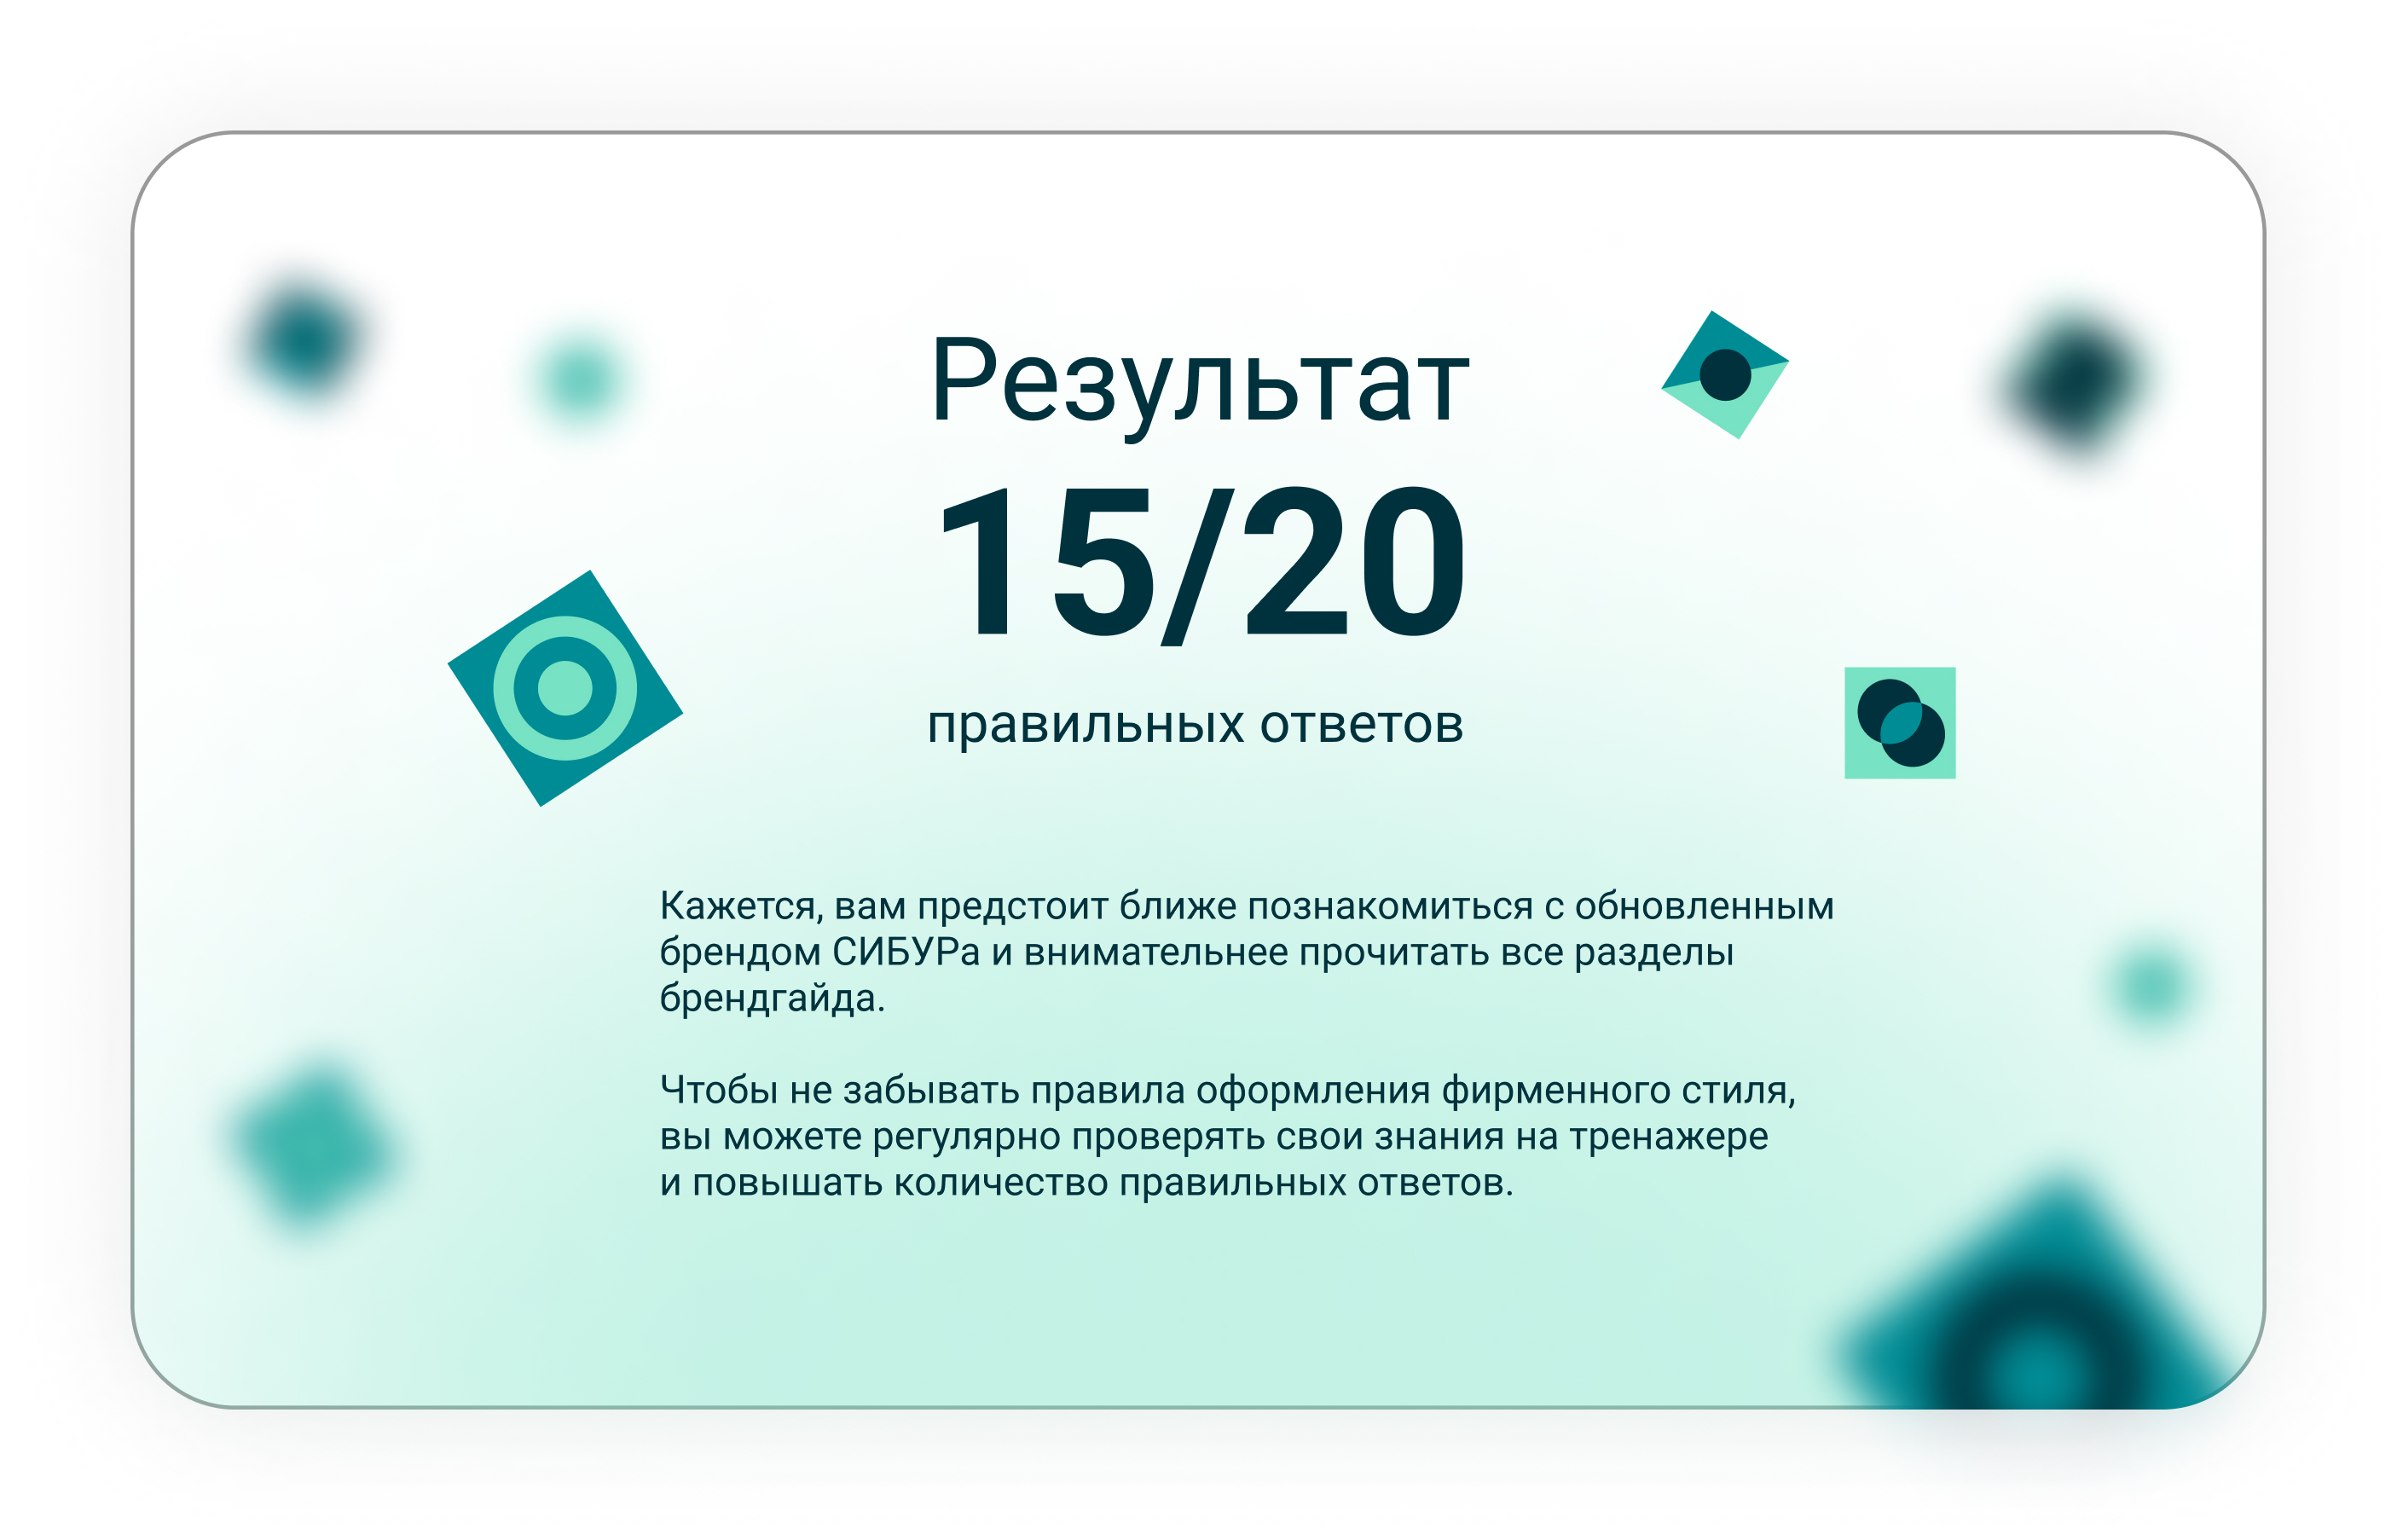 Результат
15/20
правильных ответов
Кажется, вам предстоит ближе познакомиться с обновленным
брендом СИБУРа и внимательнее прочитать все разделы
брендгайда.
Чтобы не забывать правила оформления фирменного стиля,
вы можете регулярно проверять свои знания на тренажере
и повышать количество правильных ответов.